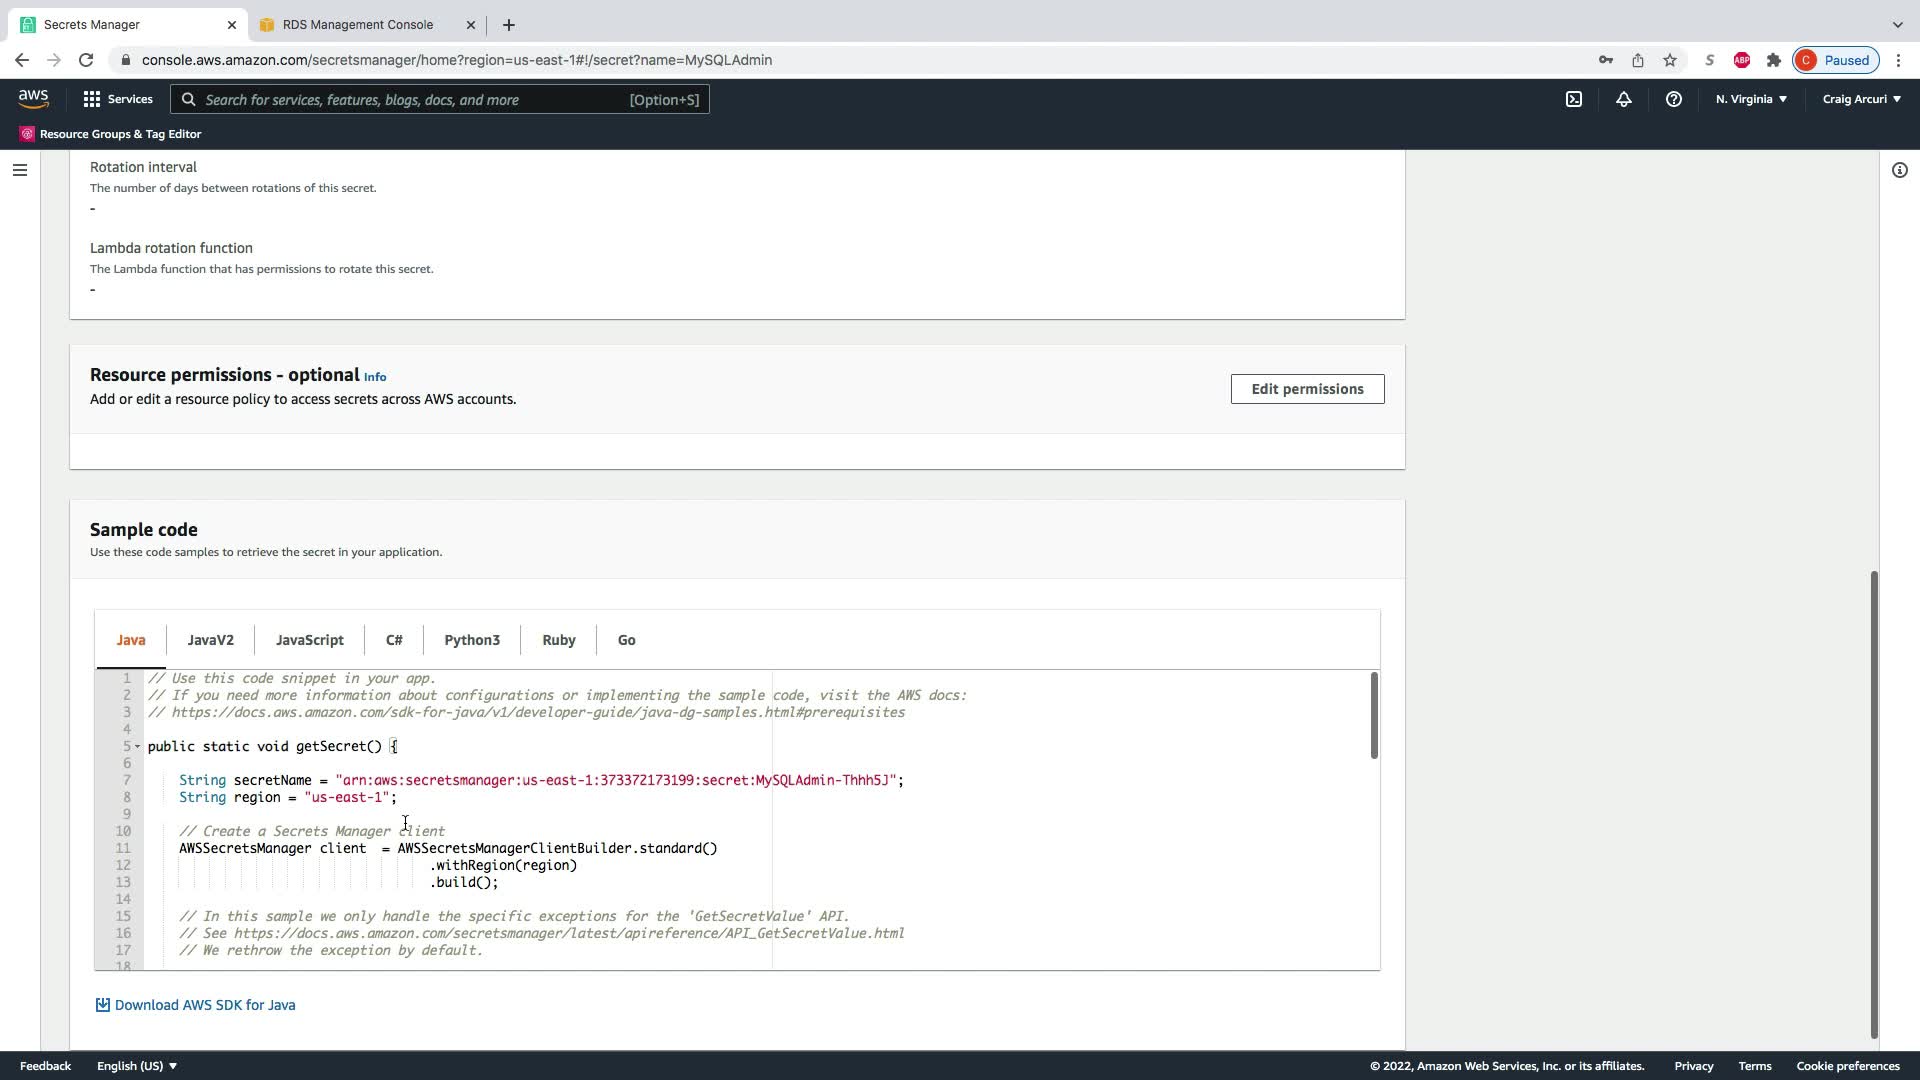 Secrets Manager
RDS Management Console
console.aws.amazon.com/secretsmanager/home?region=us-east-1#!/secret?name=MySQLAdmin
S
ABP
C Paused
aws
Services
Search for services, features, blogs, docs, and more [Option+S]
N. Virginia
Craig Arcuri
Resource Groups & Tag Editor
Rotation interval
The number of days between rotations of this secret.
-
Lambda rotation function
The Lambda function that has permissions to rotate this secret.
-
Resource permissions - optional Info
Add or edit a resource policy to access secrets across AWS accounts.
Edit permissions
Sample code
Use these code samples to retrieve the secret in your application.
Java JavaV2 JavaScript C# Python3 Ruby Go
1 // Use this code snippet in your app.
2 // If you need more information about configurations or implementing the sample code, visit the AWS docs:
3 // https://docs.aws.amazon.com/sdk-for-java/v1/developer-guide/java-dg-samples.html#prerequisites
4
5 public static void getSecret() {
6
7 String secretName = "arn:aws:secretsmanager:us-east-1:373372173199:secret:MySQLAdmin-Thhh5J";
8 String region = "us-east-1";
9
10 // Create a Secrets Manager client
11 AWSSecretsManager client  = AWSSecretsManagerClientBuilder.standard()
12 .withRegion(region)
13 .build();
14
15 // In this sample we only handle the specific exceptions for the 'GetSecretValue' API.
16 // See https://docs.aws.amazon.com/secretsmanager/latest/apireference/API_GetSecretValue.html
17 // We rethrow the exception by default.
18
Download AWS SDK for Java
Feedback English (US)
© 2022, Amazon Web Services, Inc. or its affiliates. Privacy Terms Cookie preferences